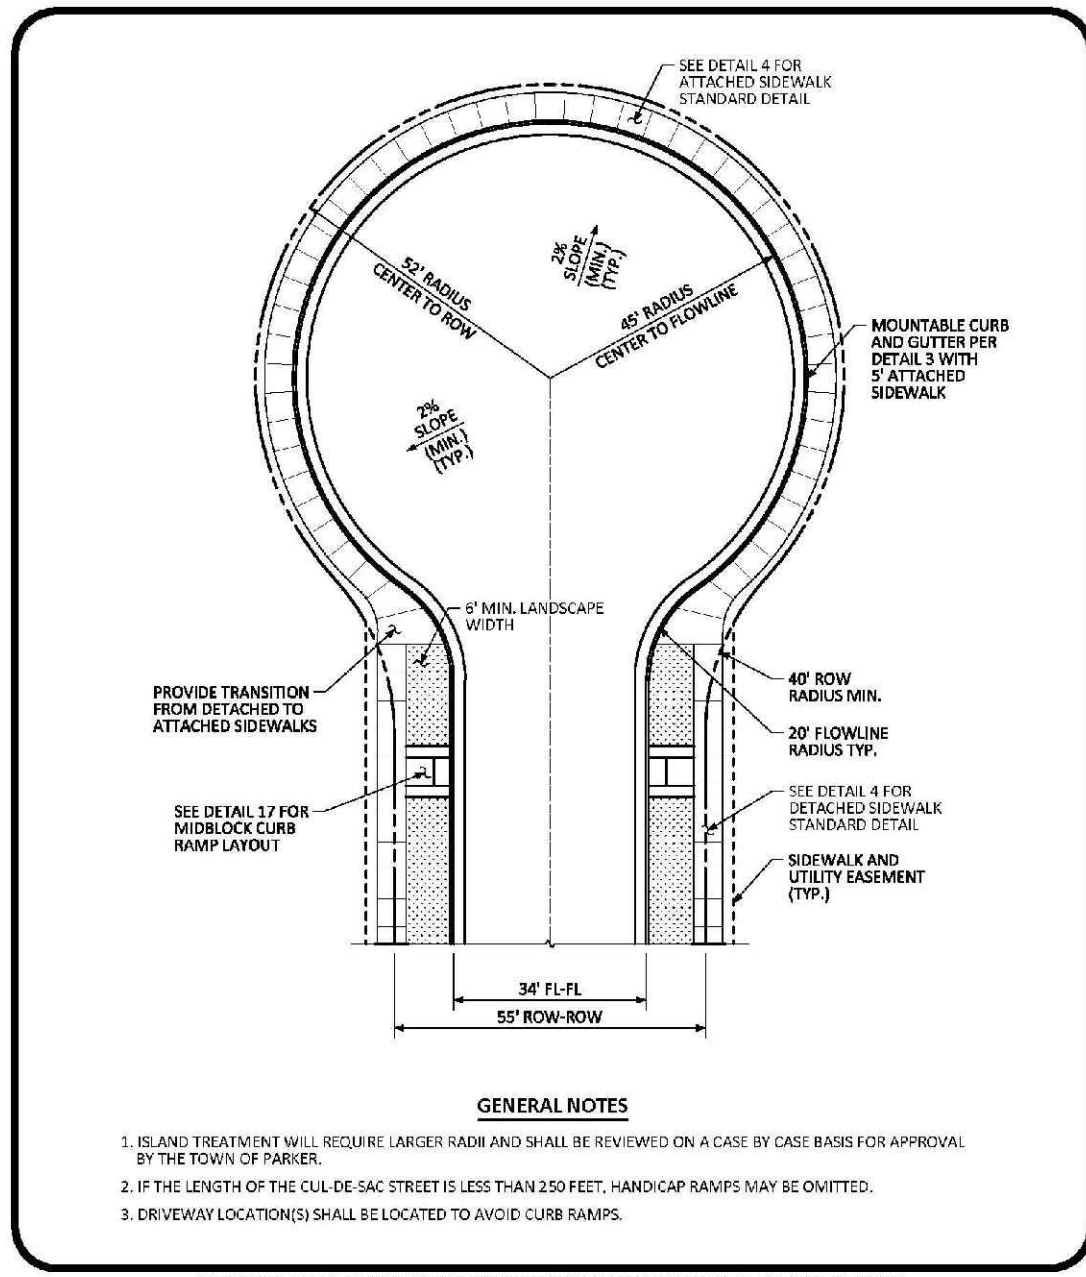 SEE DETAIL 4 FOR
ATTACHED SIDEWALK
STANDARD DETAIL
2%
SLOPE
(MIN.)
(TYP.)
52' RADIUS
CENTER TO ROW
45' RADIUS
CENTER TO FLOWLINE
MOUNTABLE CURB
AND GUTTER PER
DETAIL 3 WITH
5' ATTACHED
SIDEWALK
2%
SLOPE
(MIN.)
(TYP.)
6' MIN. LANDSCAPE
WIDTH
PROVIDE TRANSITION
FROM DETACHED TO
ATTACHED SIDEWALKS
40' ROW
RADIUS MIN.
20' FLOWLINE
RADIUS TYP.
SEE DETAIL 17 FOR
MIDBLOCK CURB
RAMP LAYOUT
SEE DETAIL 4 FOR
DETACHED SIDEWALK
STANDARD DETAIL
SIDEWALK AND
UTILITY EASEMENT
(TYP.)
34' FL-FL
55' ROW-ROW
GENERAL NOTES
1. ISLAND TREATMENT WILL REQUIRE LARGER RADII AND SHALL BE REVIEWED ON A CASE BY CASE BASIS FOR APPROVAL
BY THE TOWN OF PARKER.
2. IF THE LENGTH OF THE CUL-DE-SAC STREET IS LESS THAN 250 FEET, HANDICAP RAMPS MAY BE OMITTED.
3. DRIVEWAY LOCATION(S) SHALL BE LOCATED TO AVOID CURB RAMPS.